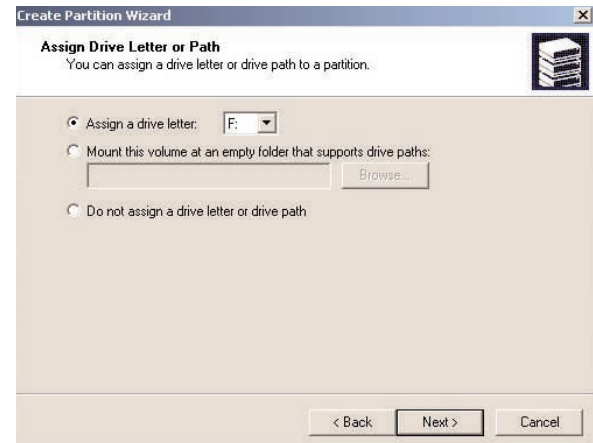 Create Partition Wizard
Assign Drive Letter or Path
You can assign a drive letter or drive path to a partition.
Assign a drive letter: F:
Mount this volume at an empty folder that supports drive paths:
Browse...
Do not assign a drive letter or drive path
< Back Next > Cancel